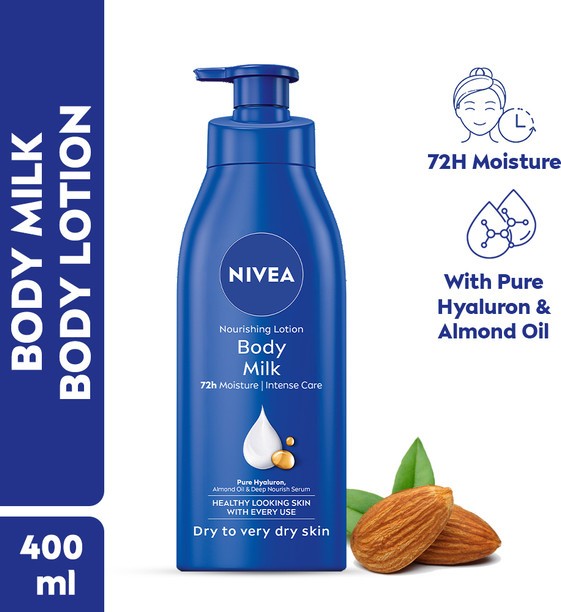 BODY MILK
BODY LOTION
400
ml
NIVEA
Nourishing Lotion
Body
Milk
72h Moisture | Intense Care
Pure Hyaluron,
Almond Oil & Deep Nourish Serum
HEALTHY LOOKING SKIN
WITH EVERY USE
Dry to very dry skin
72H Moisture
With Pure
Hyaluron &
Almond Oil